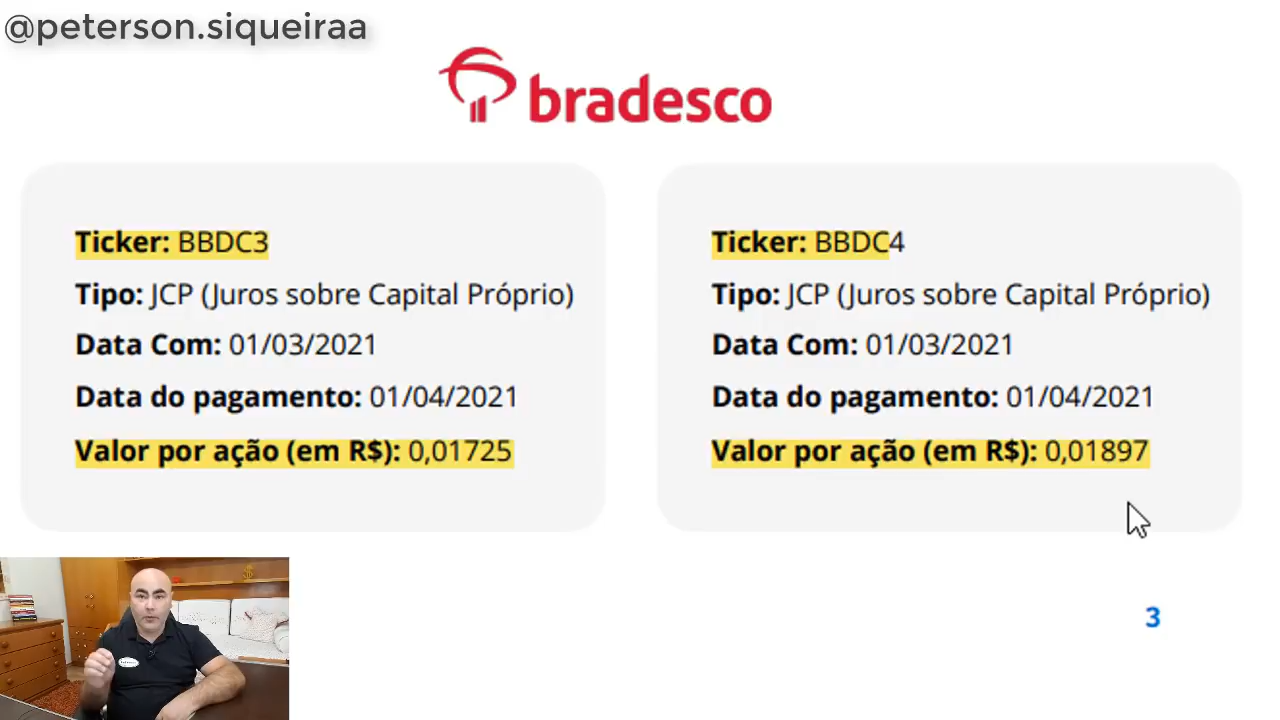 @peterson.siqueiraa
bradesco
Ticker: BBDC3
Tipo: JCP (Juros sobre Capital Próprio)
Data Com: 01/03/2021
Data do pagamento: 01/04/2021
Valor por ação (em R$): 0,01725
Ticker: BBDC4
Tipo: JCP (Juros sobre Capital Próprio)
Data Com: 01/03/2021
Data do pagamento: 01/04/2021
Valor por ação (em R$): 0,01897
3